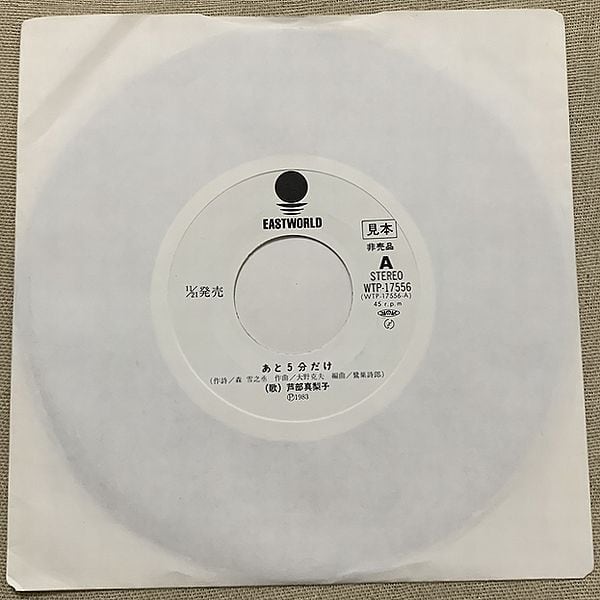 EASTWORLD
見本
非売品
A
STEREO
11/21発売
WTP-17556
(WTP-17556-A)
45 r.p.m
あと5分だけ
(作詩/森 雪之丞 作曲/大野克夫 編曲/鷺巣詩郎)
(歌) 芦部真梨子
Ⓟ1983